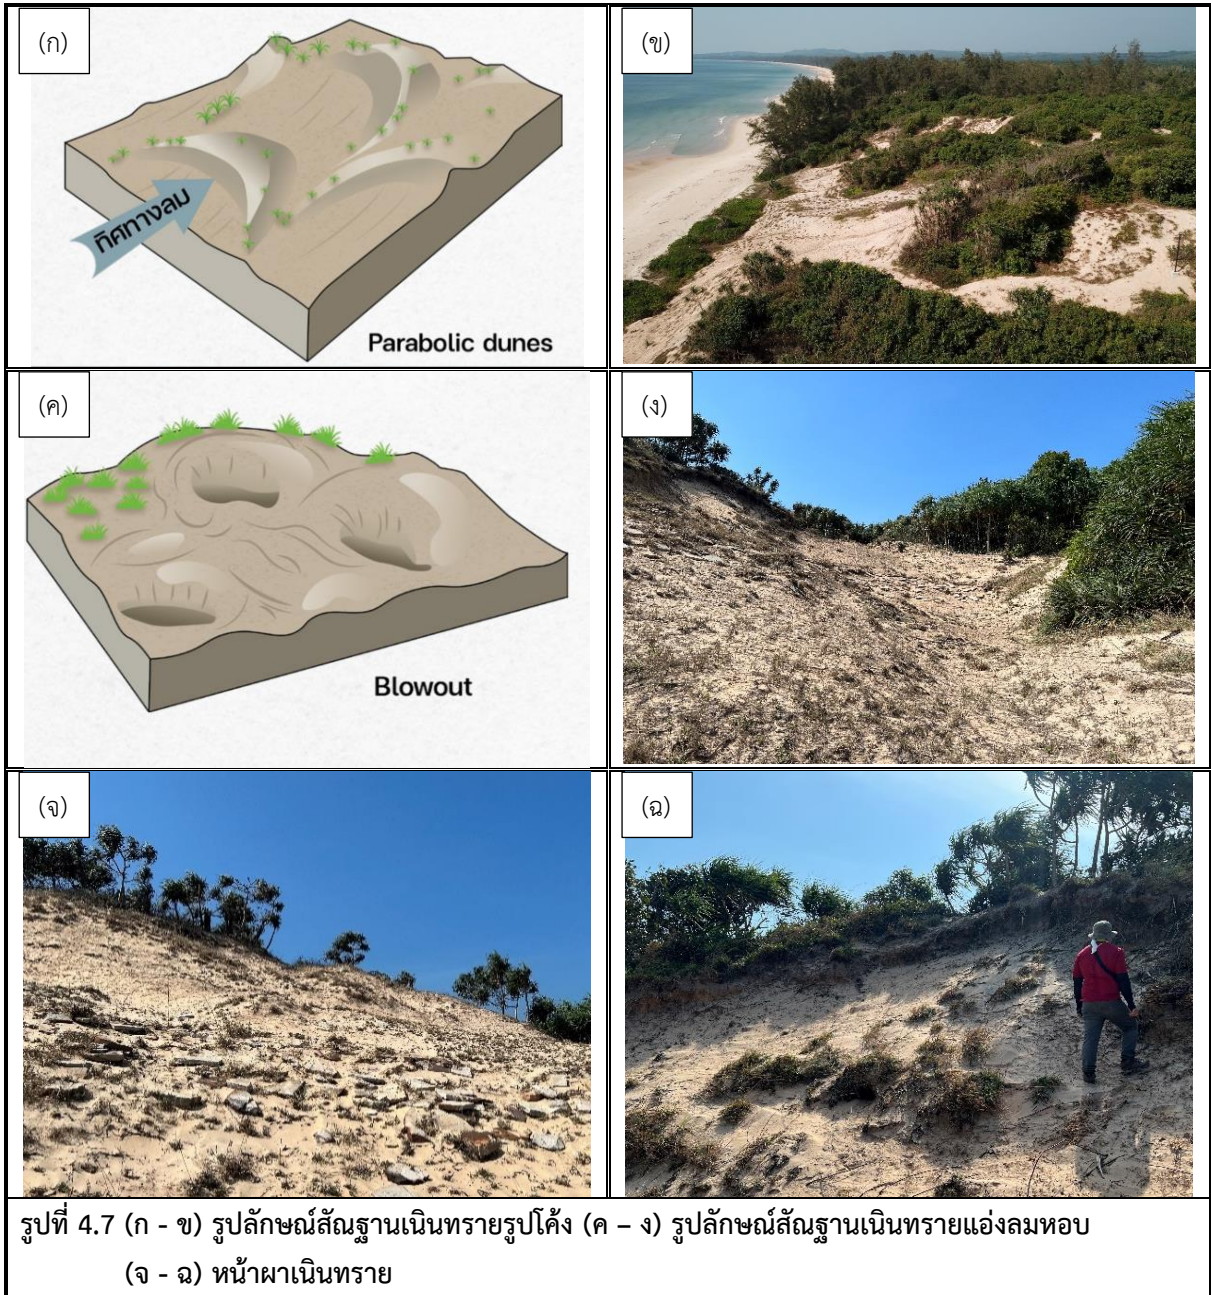 (ก)
ทิศทางลม
Parabolic dunes
(ข)
(ค)
Blowout
(ง)
(จ)
(ฉ)
รูปที่ 4.7 (ก - ข) รูปลักษณ์สัณฐานเนินทรายรูปโค้ง (ค – ง) รูปลักษณ์สัณฐานเนินทรายแอ่งลมหอบ
(จ - ฉ) หน้าผาเนินทราย